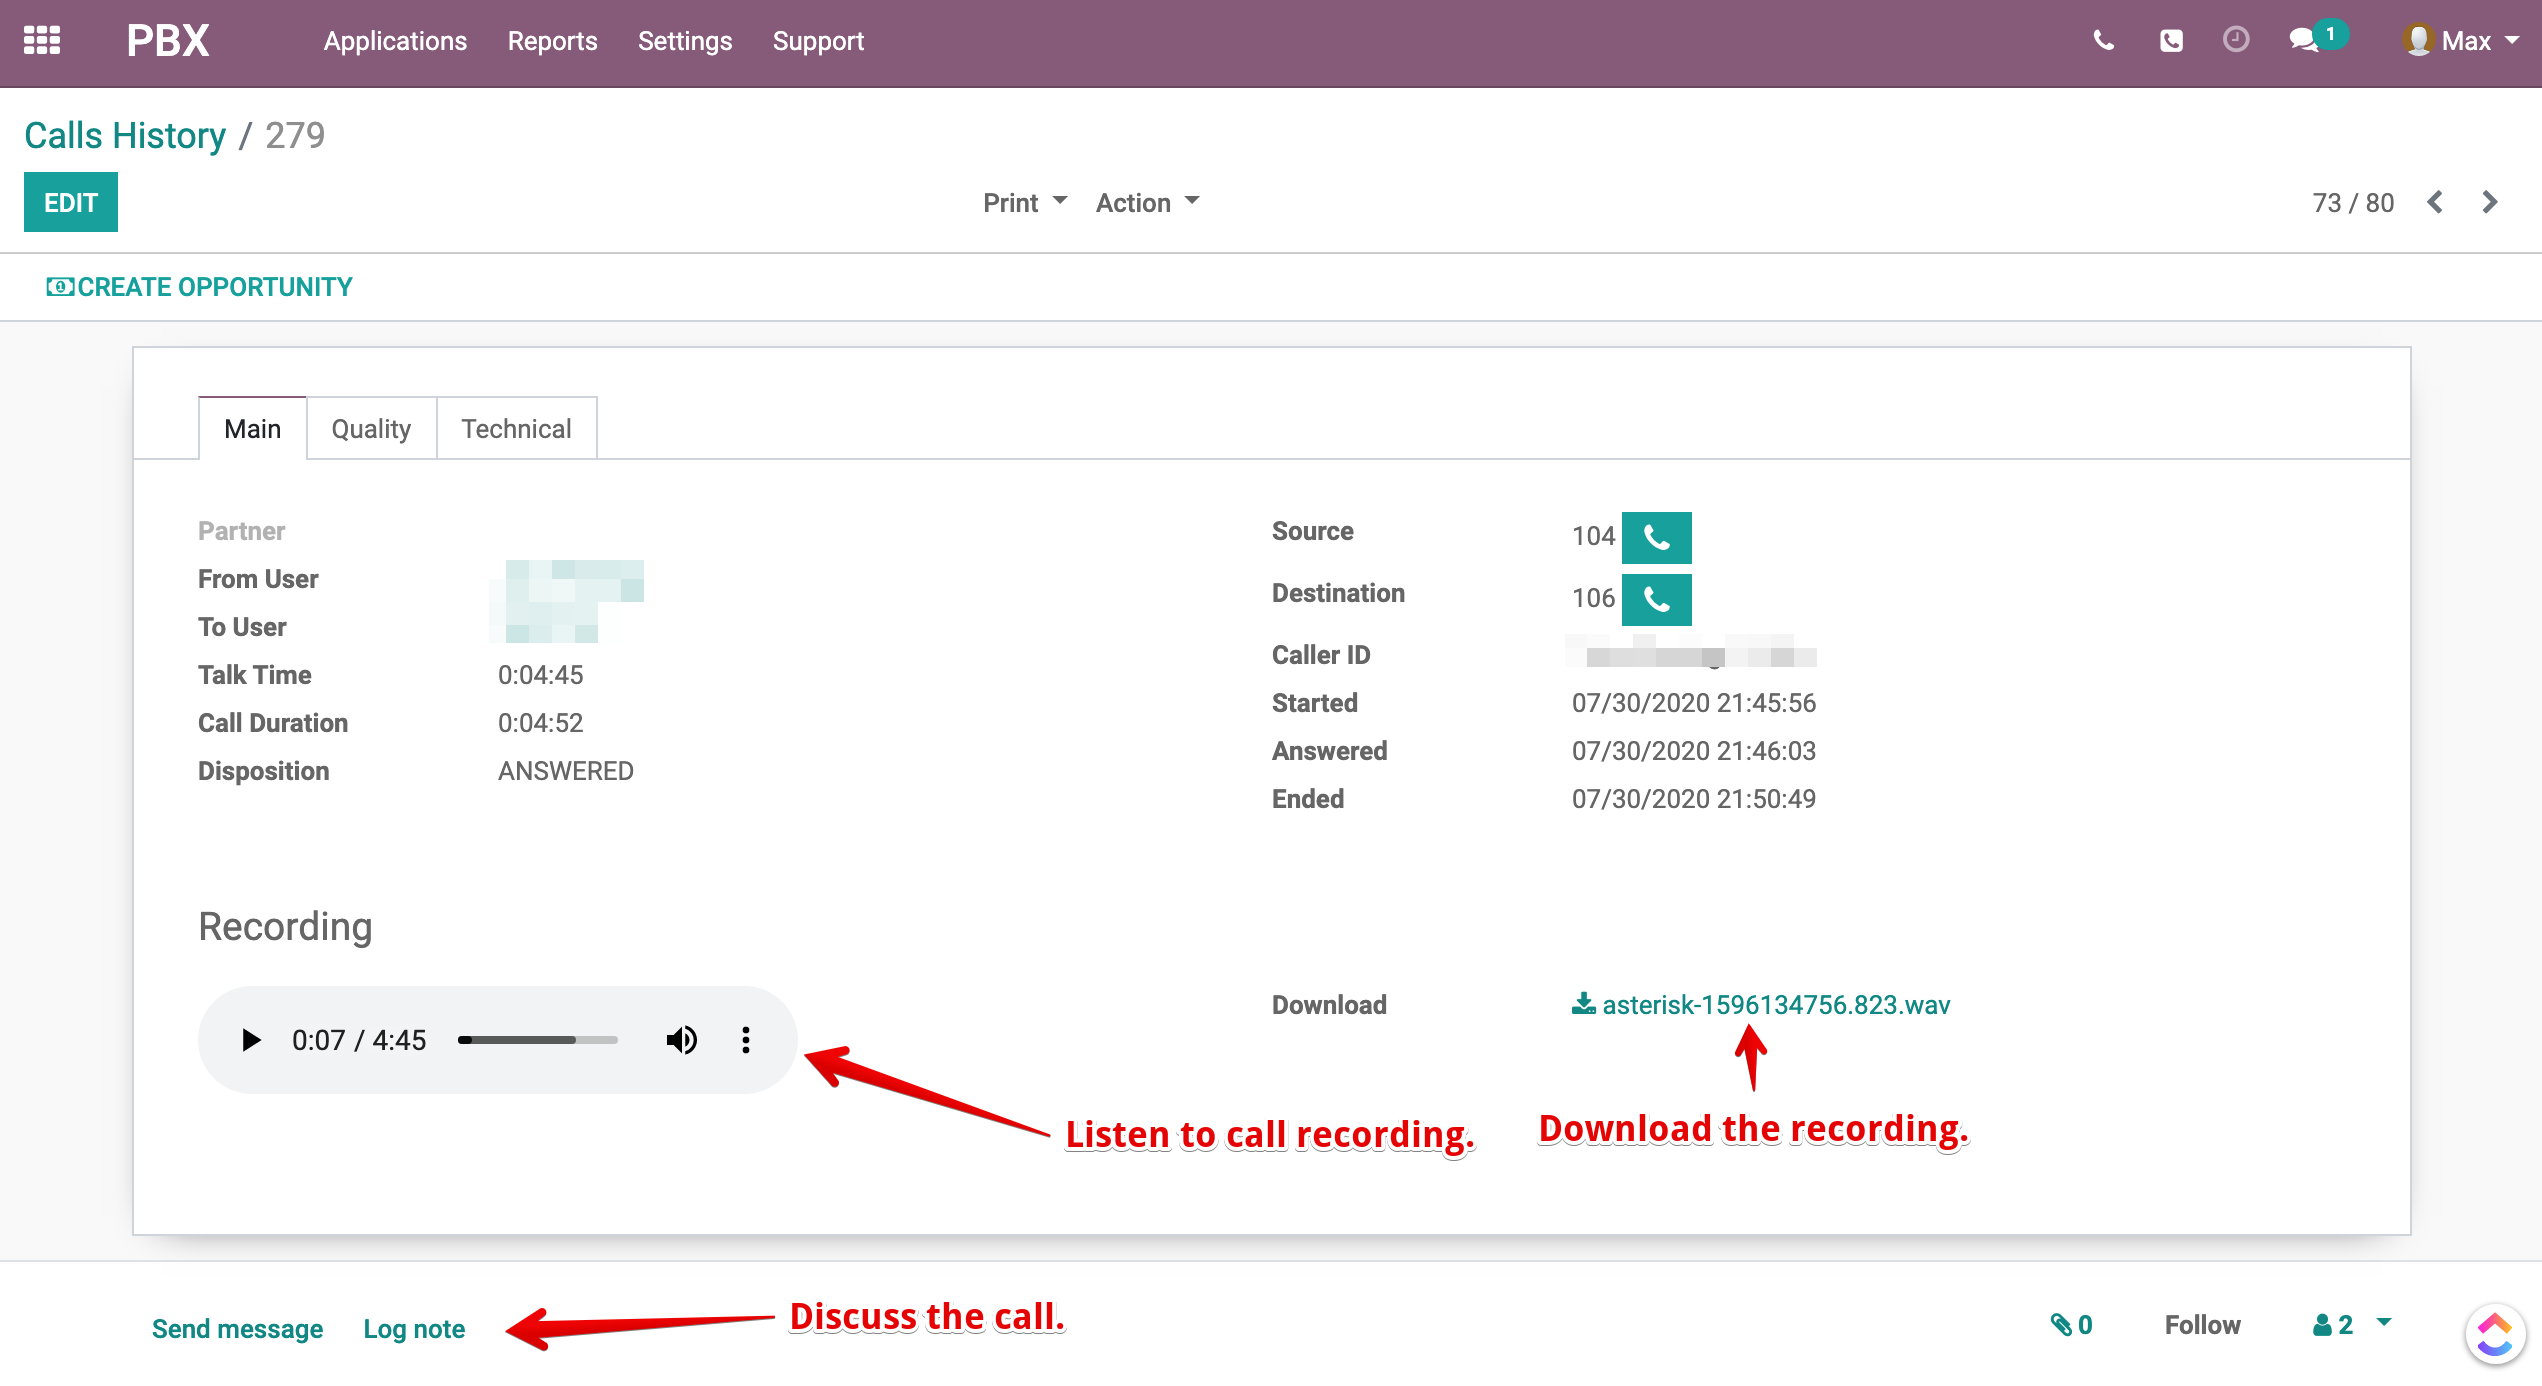 PBX Applications Reports Settings Support 1 Max
Calls History / 279
EDIT Print Action 73 / 80
CREATE OPPORTUNITY
Main Quality Technical
Partner
From User
To User
Talk Time 0:04:45
Call Duration 0:04:52
Disposition ANSWERED
Source 104
Destination 106
Caller ID
Started 07/30/2020 21:45:56
Answered 07/30/2020 21:46:03
Ended 07/30/2020 21:50:49
Recording
0:07 / 4:45
Download asterisk-1596134756.823.wav
Listen to call recording.
Download the recording.
Send message Log note
Discuss the call.
0 Follow 2